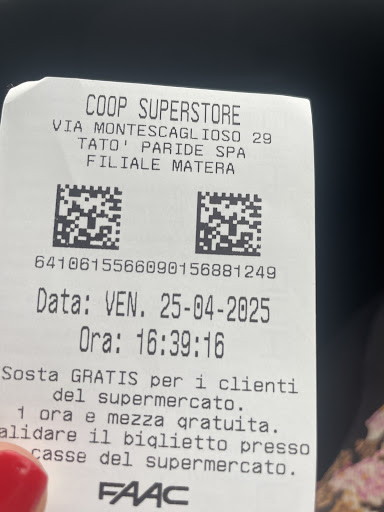 COOP SUPERSTORE
VIA MONTESCAGLIOSO 29
TATO' PARIDE SPA
FILIALE MATERA
64106155660901568812​49
Data: VEN. 25-04-2025
Ora: 16:39:16
Sosta GRATIS per i clienti
del supermercato.
1 ora e mezza gratuita.
alidare il biglietto presso
casse del supermercato.
FAAC